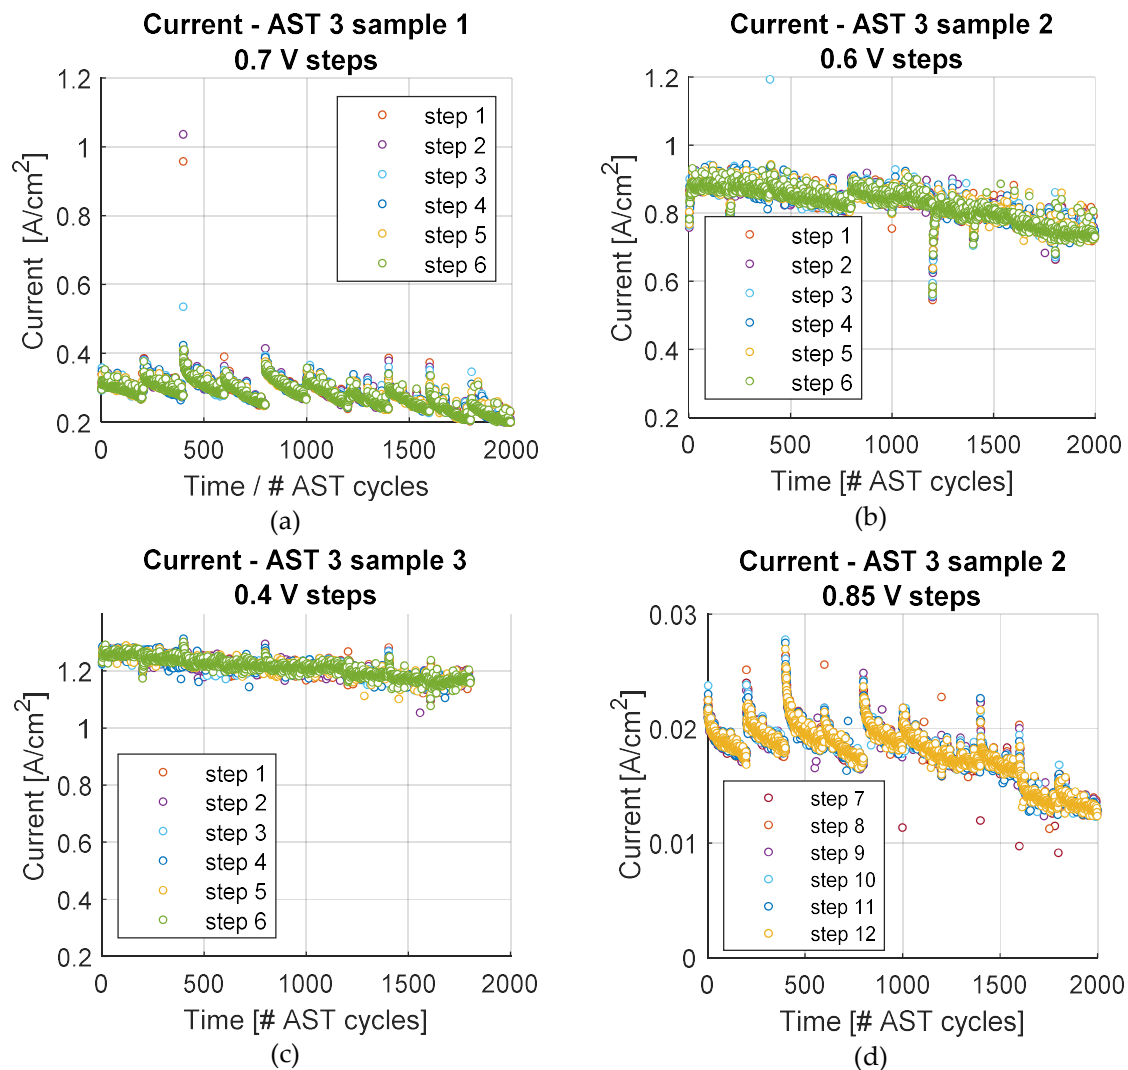 Current - AST 3 sample 1
0.7 V steps
1.2
1
0.8
0.6
0.4
0.2
Current [A/cm2]
step 1
step 2
step 3
step 4
step 5
step 6
0 500 1000 1500 2000
Time / # AST cycles
(a)
Current - AST 3 sample 2
0.6 V steps
1.2
1
0.8
0.6
0.4
0.2
Current [A/cm2]
step 1
step 2
step 3
step 4
step 5
step 6
0 500 1000 1500 2000
Time [# AST cycles]
(b)
Current - AST 3 sample 3
0.4 V steps
1.2
1
0.8
0.6
0.4
0.2
Current [A/cm2]
step 1
step 2
step 3
step 4
step 5
step 6
0 500 1000 1500 2000
Time [# AST cycles]
(c)
Current - AST 3 sample 2
0.85 V steps
0.03
0.02
0.01
0
Current [A/cm2]
step 7
step 8
step 9
step 10
step 11
step 12
0 500 1000 1500 2000
Time [# AST cycles]
(d)